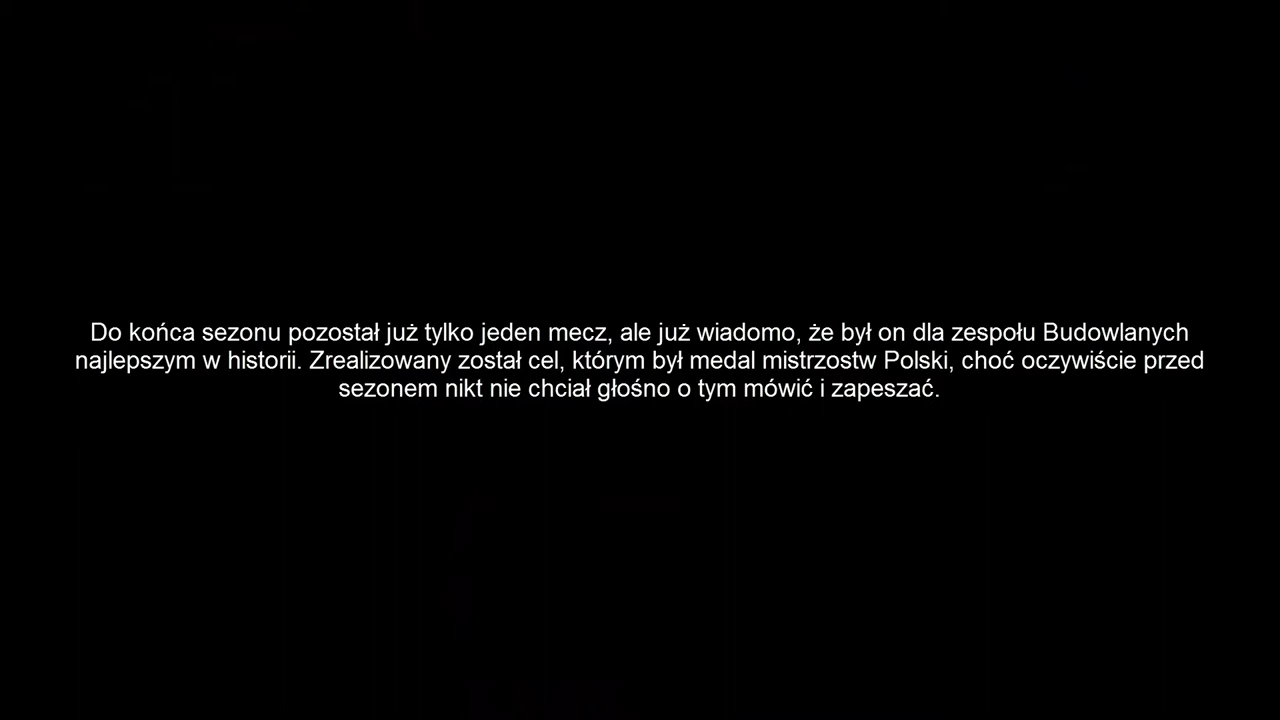 Do końca sezonu pozostał już tylko jeden mecz, ale już wiadomo, że był on dla zespołu Budowlanych
najlepszym w historii. Zrealizowany został cel, którym był medal mistrzostw Polski, choć oczywiście przed
sezonem nikt nie chciał głośno o tym mówić i zapeszać.